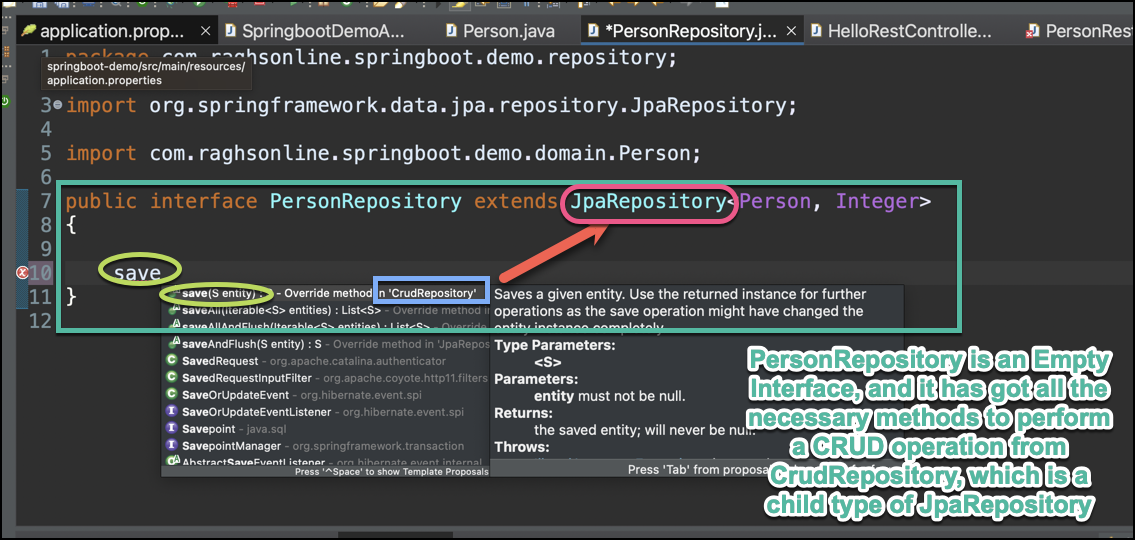 application.prop...
SpringbootDemoA...
Person.java
*PersonRepository.j...
HelloRestControlle...
PersonRest
1 package com.raghsonline.springboot.demo.repository;
springboot-demo/src/main/resources/
application.properties
3 import org.springframework.data.jpa.repository.JpaRepository;
4
5 import com.raghsonline.springboot.demo.domain.Person;
6
7 public interface PersonRepository extends JpaRepository<Person, Integer>
8 {
9
10 save
11 }
12
save(S entity) : S - Override method in 'CrudRepository'
saveAll(Iterable<S> entities) : List<S> - Override method
saveAllAndFlush(Iterable<S> entities) : List<S> - Override
saveAndFlush(S entity) : S - Override method in 'JpaRepos
SavedRequest - org.apache.catalina.authenticator
SavedRequestInputFilter - org.apache.coyote.http11.filters
SaveOrUpdateEvent - org.hibernate.event.spi
SaveOrUpdateEventListener - org.hibernate.event.spi
Savepoint - java.sql
SavepointManager - org.springframework.transaction
AbstractSaveEventListener - org.hibernate.event.internal
Press '^Space' to show Template Proposals
Saves a given entity. Use the returned instance for further
operations as the save operation might have changed the
entity instance completely.
Type Parameters:
<S>
Parameters:
entity must not be null.
Returns:
the saved entity; will never be null.
Throws:
Press 'Tab' from proposal
PersonRepository is an Empty
Interface, and it has got all the
necessary methods to perform
a CRUD operation from
CrudRepository, which is a
child type of JpaRepository